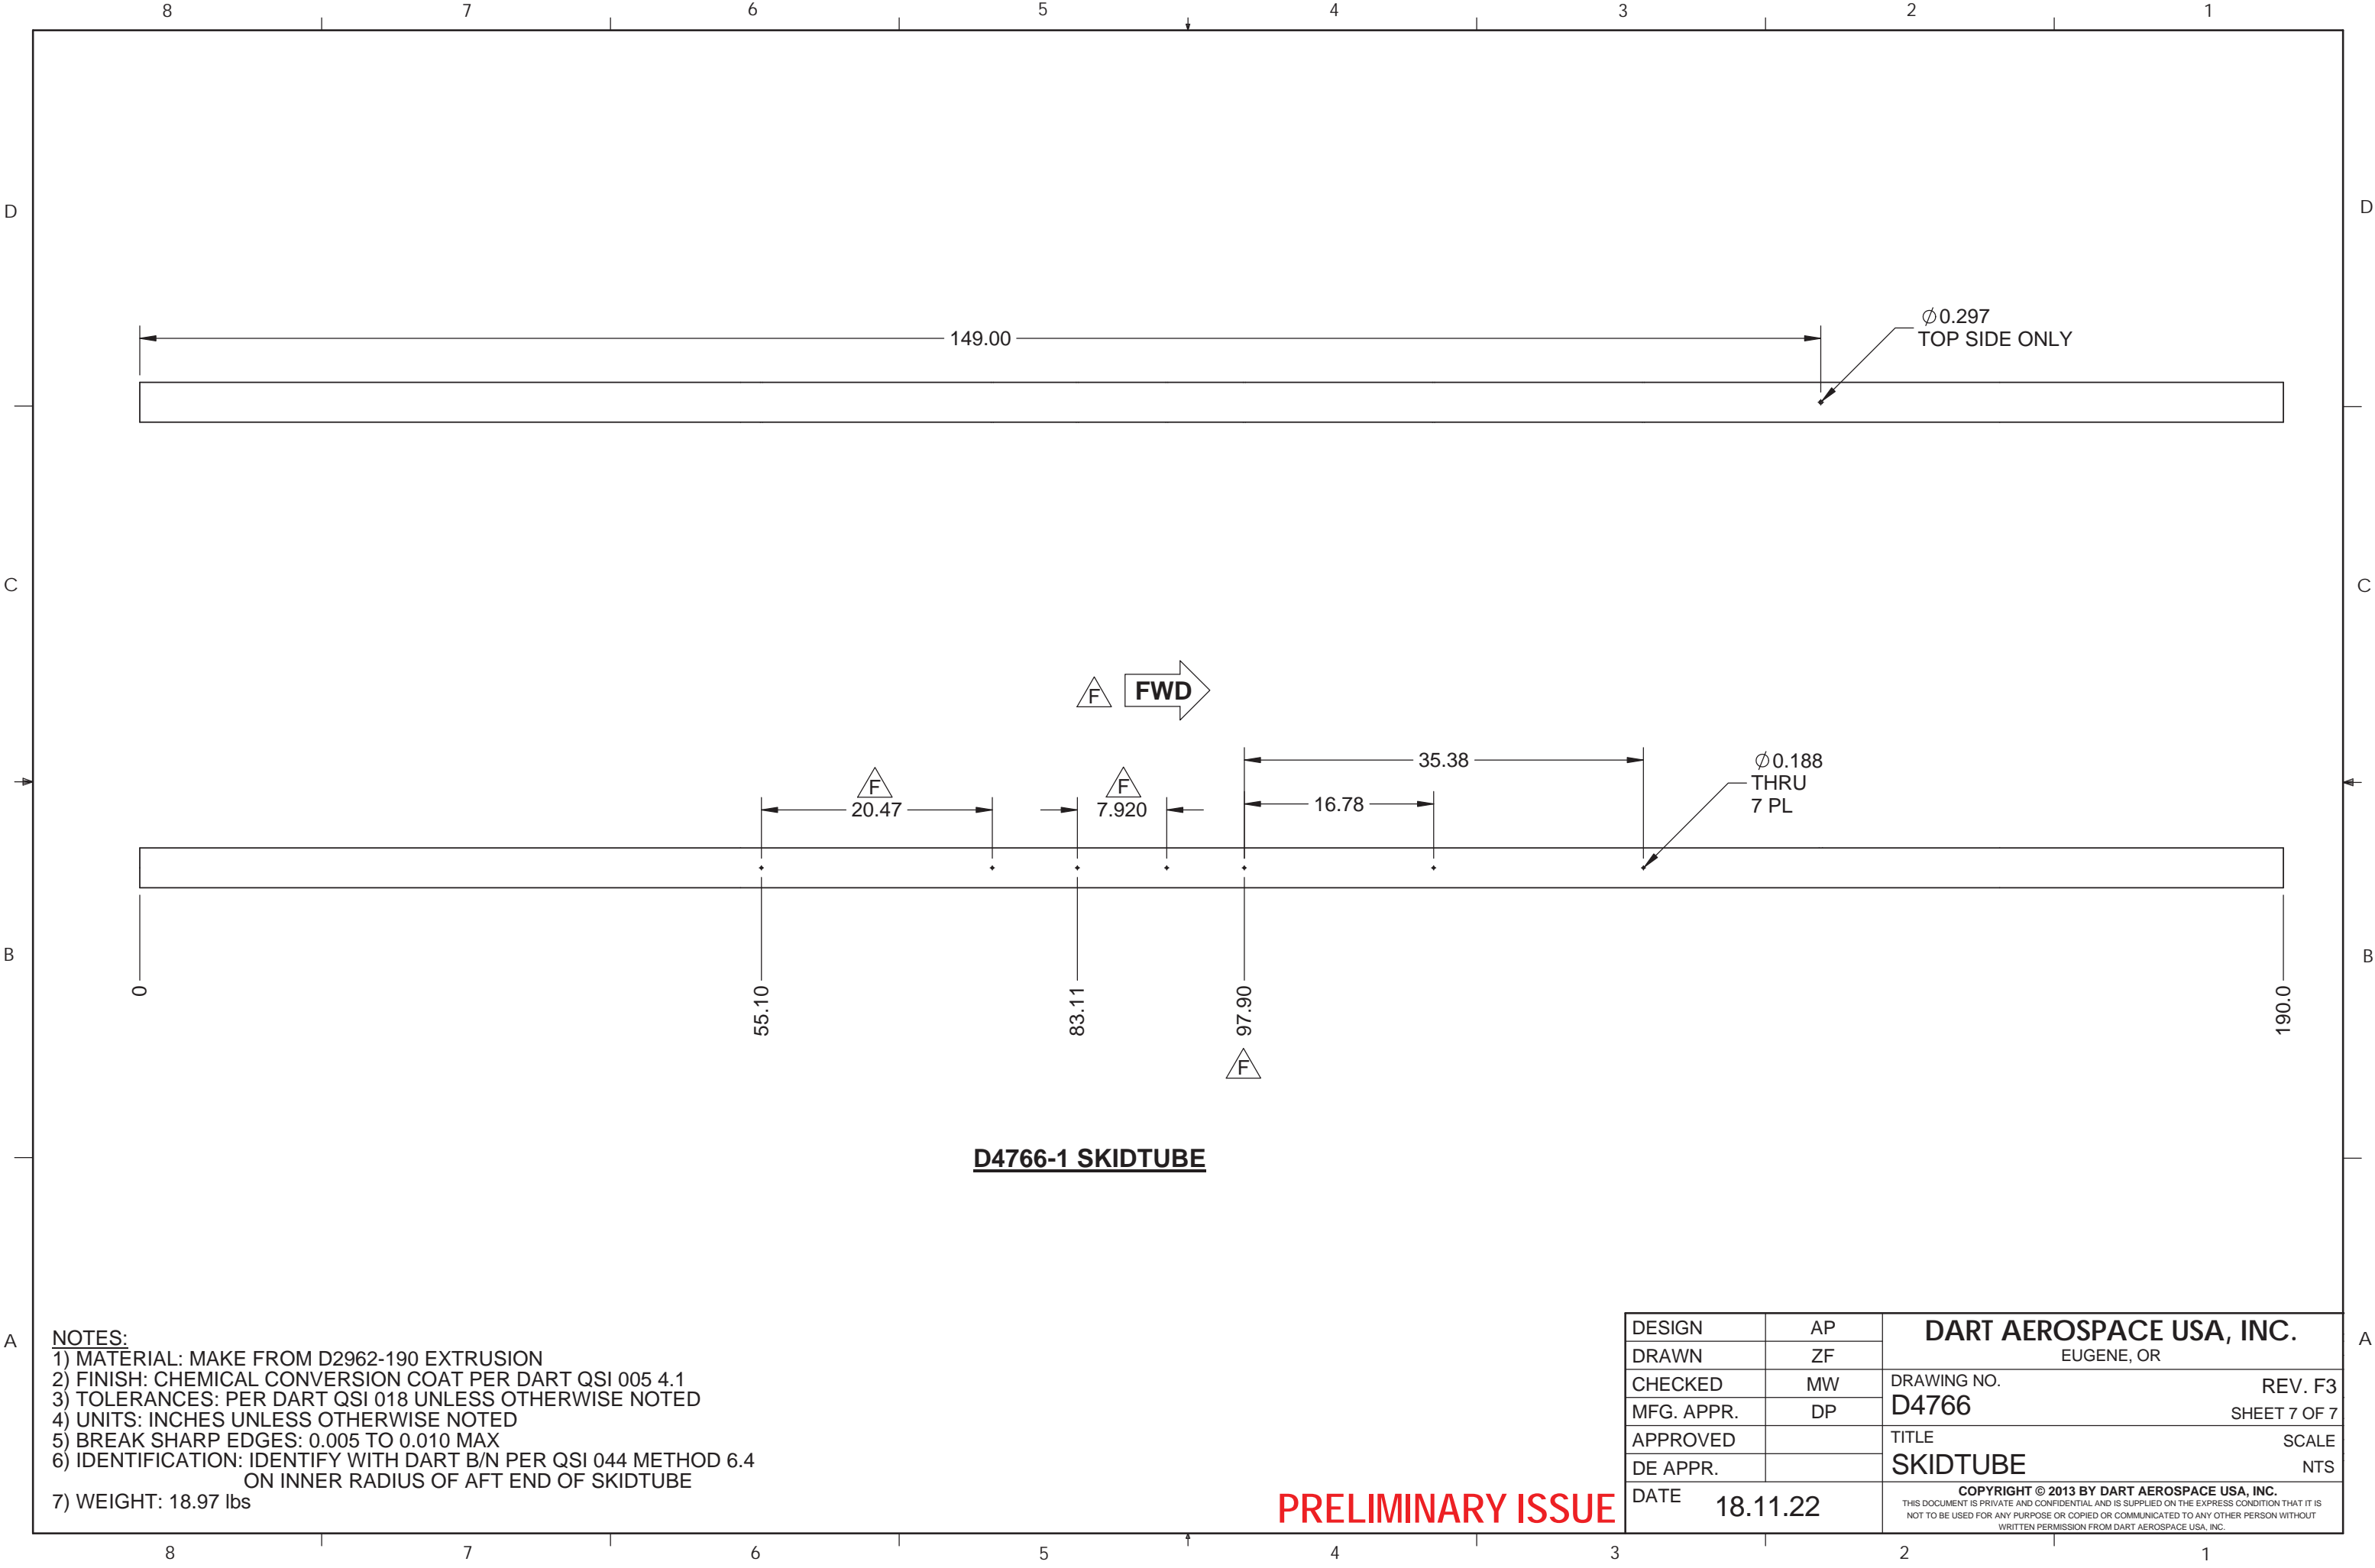 8 7 6 5 4 3 2 1
D D
149.00
⌀0.297
TOP SIDE ONLY
C C
F FWD
35.38
F F
20.47 7.920 16.78
⌀0.188
THRU
7 PL
B B
0 55.10 83.11 97.90 190.0
F
D4766-1 SKIDTUBE
A A
NOTES:
1) MATERIAL: MAKE FROM D2962-190 EXTRUSION
2) FINISH: CHEMICAL CONVERSION COAT PER DART QSI 005 4.1
3) TOLERANCES: PER DART QSI 018 UNLESS OTHERWISE NOTED
4) UNITS: INCHES UNLESS OTHERWISE NOTED
5) BREAK SHARP EDGES: 0.005 TO 0.010 MAX
6) IDENTIFICATION: IDENTIFY WITH DART B/N PER QSI 044 METHOD 6.4
ON INNER RADIUS OF AFT END OF SKIDTUBE
7) WEIGHT: 18.97 lbs
PRELIMINARY ISSUE
DESIGN AP
DRAWN ZF
CHECKED MW
MFG. APPR. DP
APPROVED
DE APPR.
DATE 18.11.22
DART AEROSPACE USA, INC.
EUGENE, OR
DRAWING NO. REV. F3
D4766 SHEET 7 OF 7
TITLE SCALE
SKIDTUBE NTS
COPYRIGHT © 2013 BY DART AEROSPACE USA, INC.
THIS DOCUMENT IS PRIVATE AND CONFIDENTIAL AND IS SUPPLIED ON THE EXPRESS CONDITION THAT IT IS
NOT TO BE USED FOR ANY PURPOSE OR COPIED OR COMMUNICATED TO ANY OTHER PERSON WITHOUT
WRITTEN PERMISSION FROM DART AEROSPACE USA, INC.
8 7 6 5 4 3 2 1